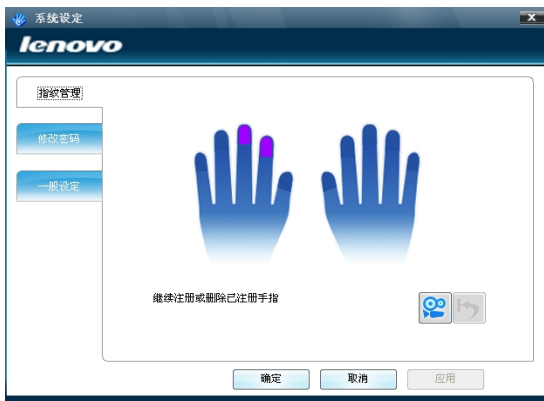 系统设定
lenovo
指纹管理
修改密码
一般设定
继续注册或删除已注册手指
确定
取消
应用